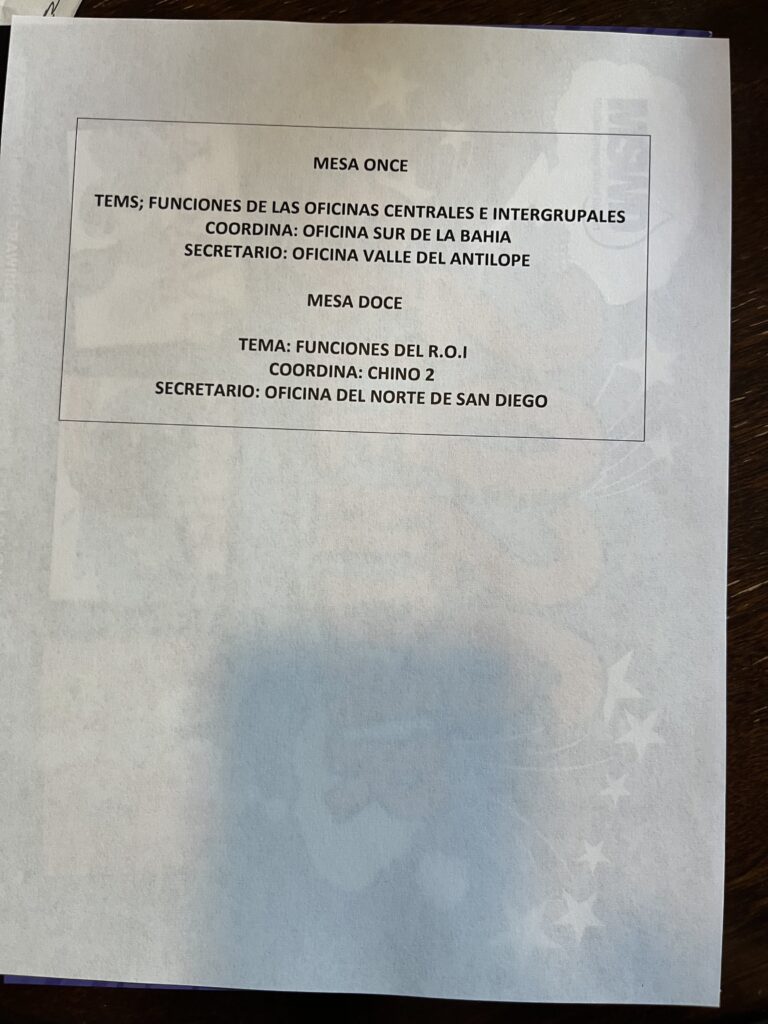 MESA ONCE
TEMS; FUNCIONES DE LAS OFICINAS CENTRALES E INTERGRUPALES
COORDINA: OFICINA SUR DE LA BAHIA
SECRETARIO: OFICINA VALLE DEL ANTILOPE
MESA DOCE
TEMA: FUNCIONES DEL R.O.I
COORDINA: CHINO 2
SECRETARIO: OFICINA DEL NORTE DE SAN DIEGO